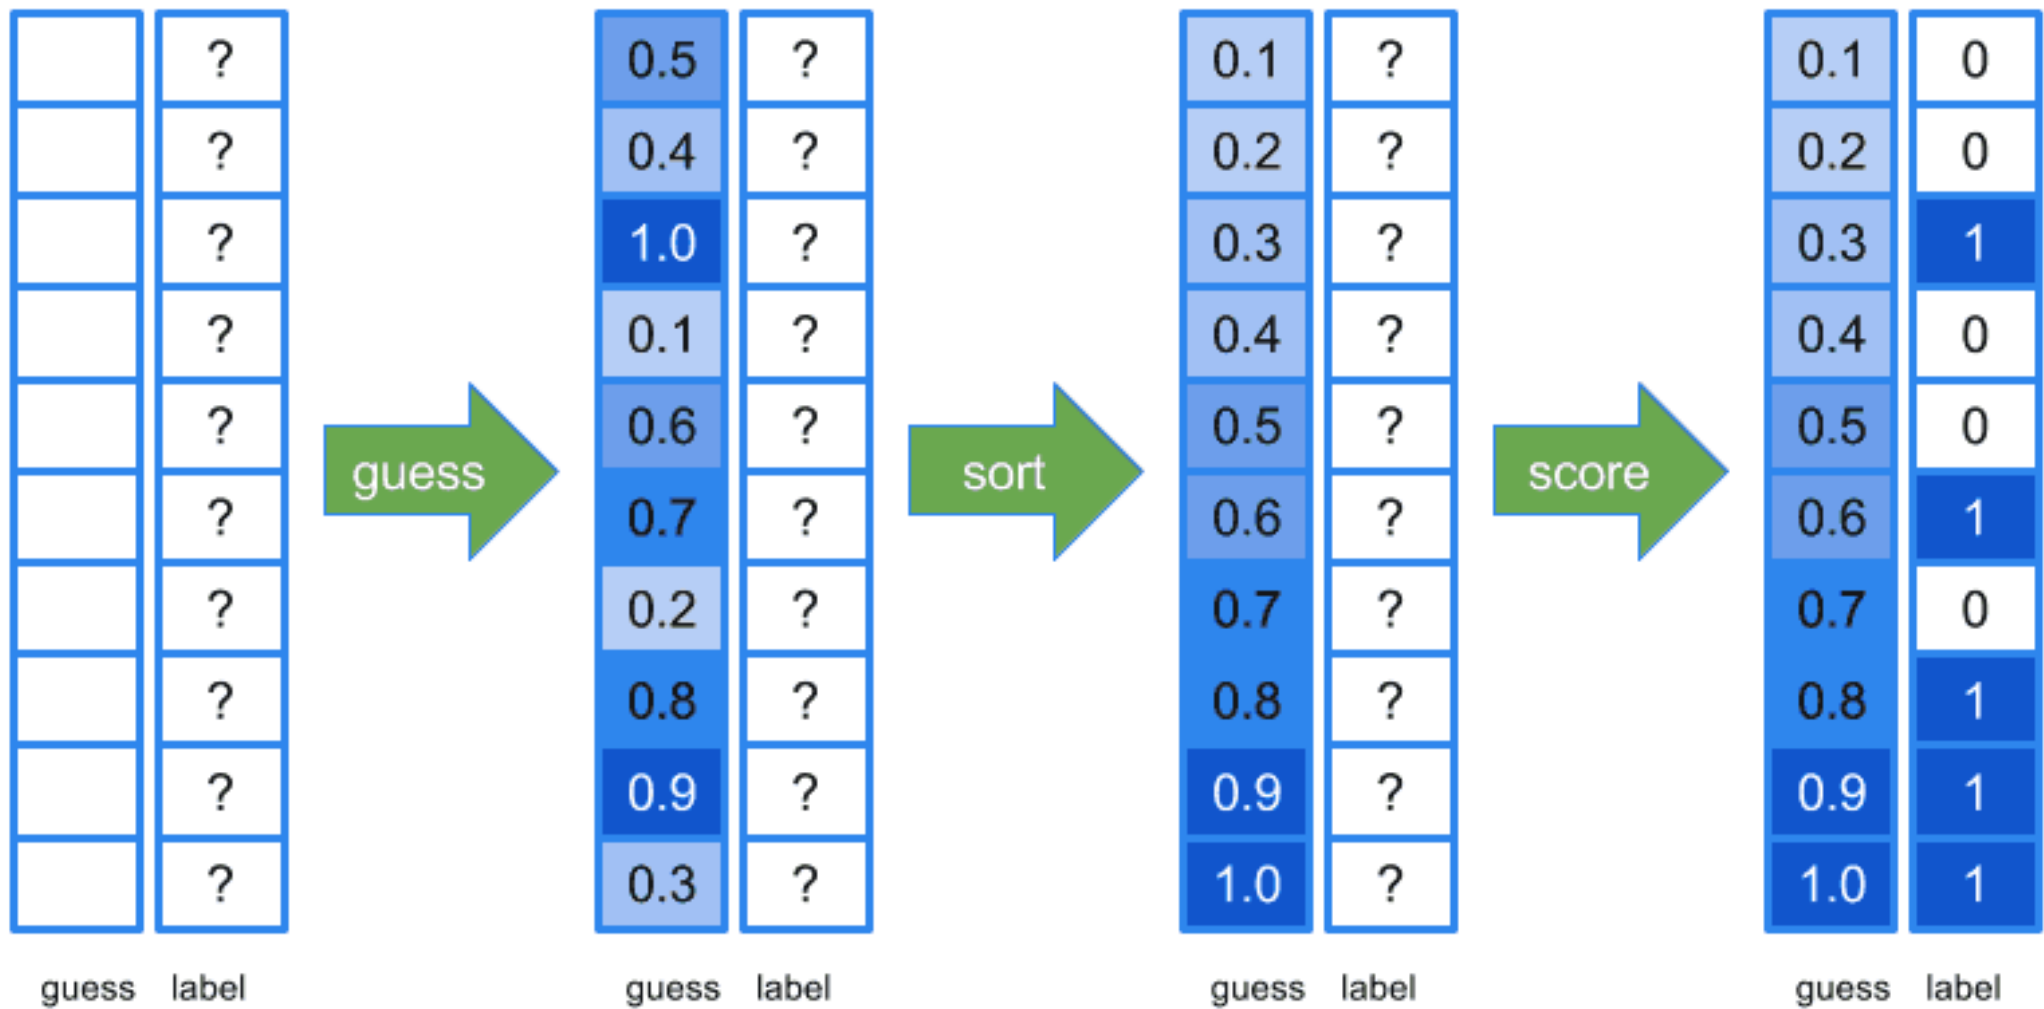 ? 0.5 ? 0.1 ? 0.1 0
? 0.4 ? 0.2 ? 0.2 0
? 1.0 ? 0.3 ? 0.3 1
? 0.1 ? 0.4 ? 0.4 0
? 0.6 ? 0.5 ? 0.5 0
guess sort score
? 0.7 ? 0.6 ? 0.6 1
? 0.2 ? 0.7 ? 0.7 0
? 0.8 ? 0.8 ? 0.8 1
? 0.9 ? 0.9 ? 0.9 1
? 0.3 ? 1.0 ? 1.0 1
guess label guess label guess label guess label